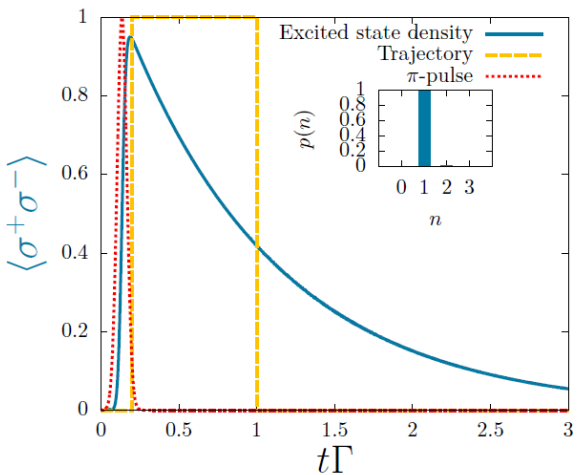 Excited state density
Trajectory
π-pulse
1
0.8
0.6
0.4
0.2
0
⟨σ⁺σ⁻⟩
1
0.8
0.6
0.4
0.2
0
p(n)
0 1 2 3
n
0 0.5 1 1.5 2 2.5 3
tΓ